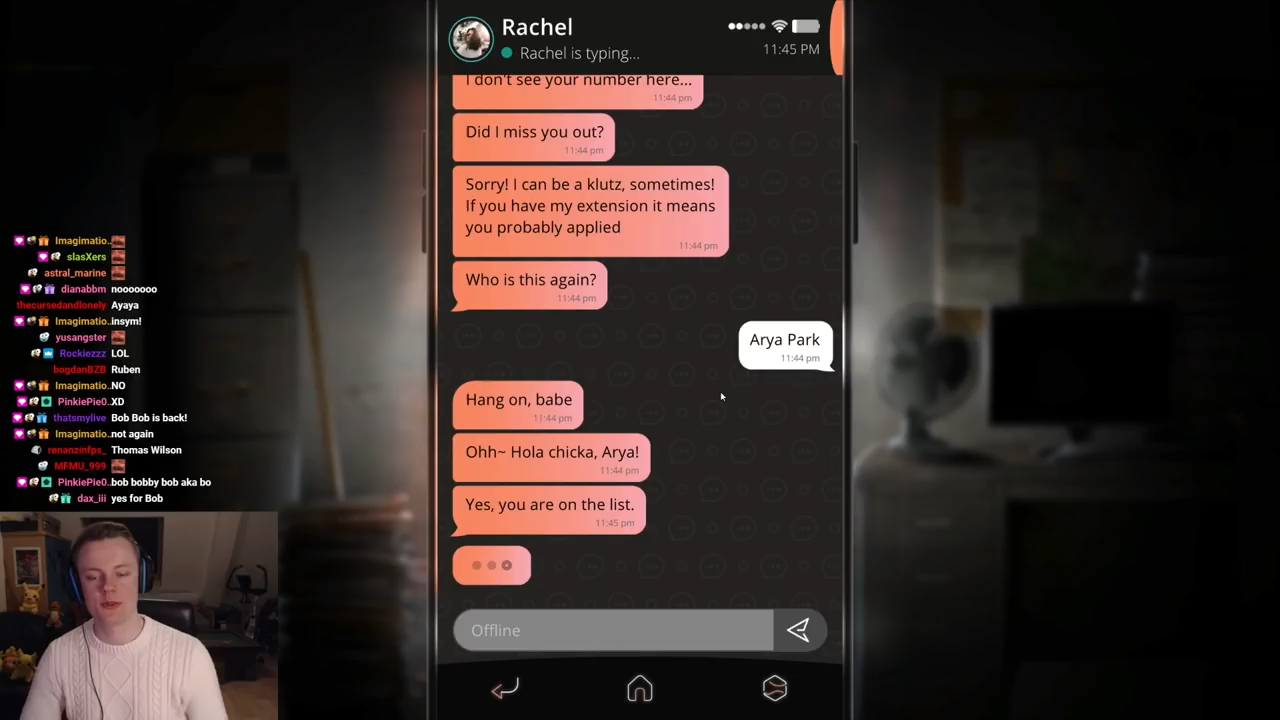 Rachel
Rachel is typing...
11:45 PM
I don't see your number here...
11:44 pm
Did I miss you out?
11:44 pm
Sorry! I can be a klutz, sometimes!
If you have my extension it means
you probably applied
11:44 pm
Who is this again?
11:44 pm
Arya Park
11:44 pm
Hang on, babe
11:44 pm
Ohh~ Hola chicka, Arya!
11:44 pm
Yes, you are on the list.
11:45 pm
Offline
Imagimatio..
slasXers
astral_marine
dianabbm nooooooo
thecursedandlonely Ayaya
Imagimatio.. insym!
yusangster
Rockiezzz LOL
bogdanBZB Ruben
Imagimatio.. NO
PinkiePie0.. XD
thatsmylive Bob Bob is back!
Imagimatio.. not again
renanzinfps_ Thomas Wilson
MFMU_999
PinkiePie0.. bob bobby bob aka bo
dax_iii yes for Bob